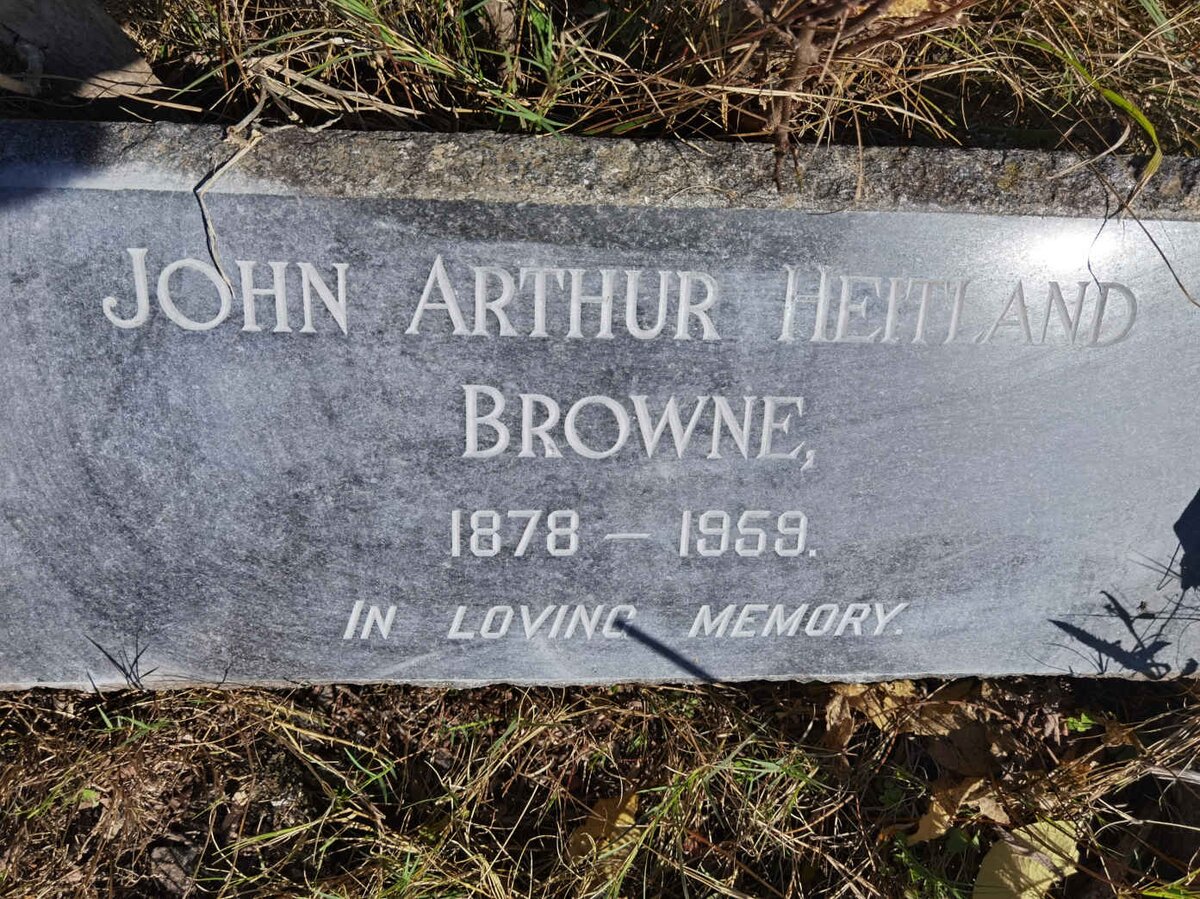 JOHN ARTHUR HEITLAND
BROWNE,
1878 — 1959.
IN LOVING MEMORY.